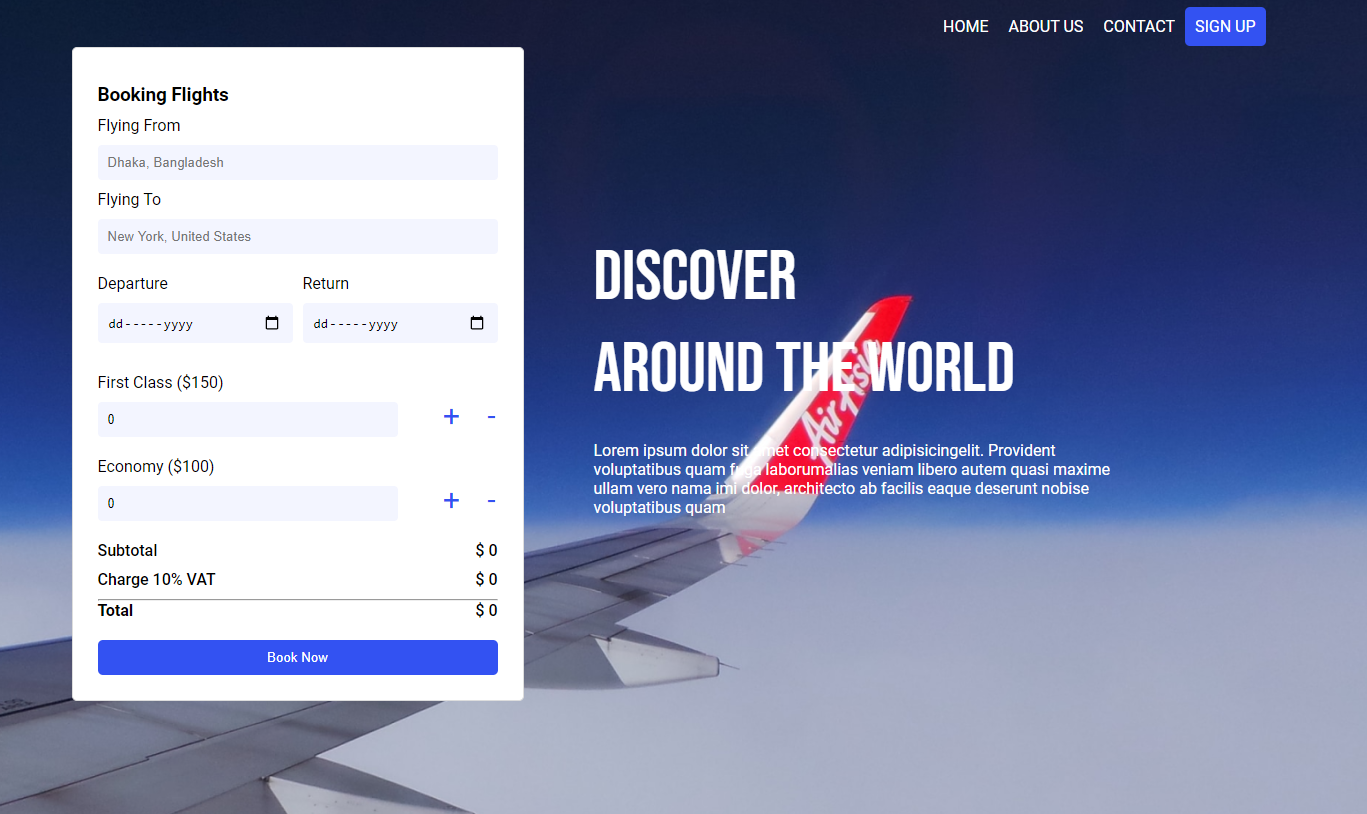 HOME ABOUT US CONTACT SIGN UP
Booking Flights
Flying From
Dhaka, Bangladesh
Flying To
New York, United States
Departure Return
dd-----yyyy dd-----yyyy
First Class ($150)
0 + -
Economy ($100)
0 + -
Subtotal $ 0
Charge 10% VAT $ 0
Total $ 0
Book Now
DISCOVER
AROUND THE WORLD
Lorem ipsum dolor sit amet consectetur adipisicingelit. Provident
voluptatibus quam fuga laborumalias veniam libero autem quasi maxime
ullam vero nama imi dolor, architecto ab facilis eaque deserunt nobise
voluptatibus quam
AirAsia